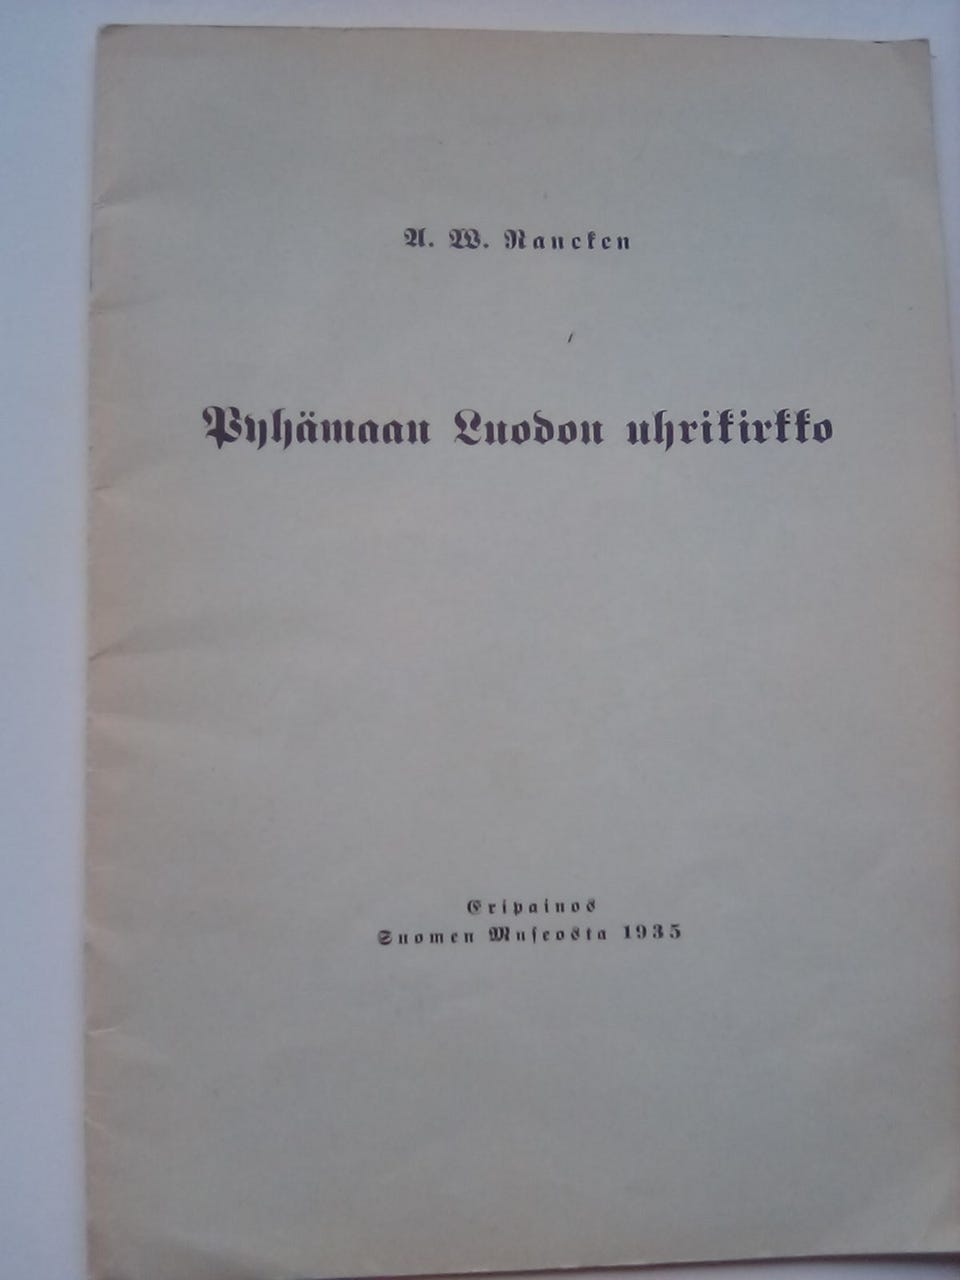 A. W. Rancken
Pyhämaan Luodon uhrikirkko
Eripainos
Suomen Museosta 1935